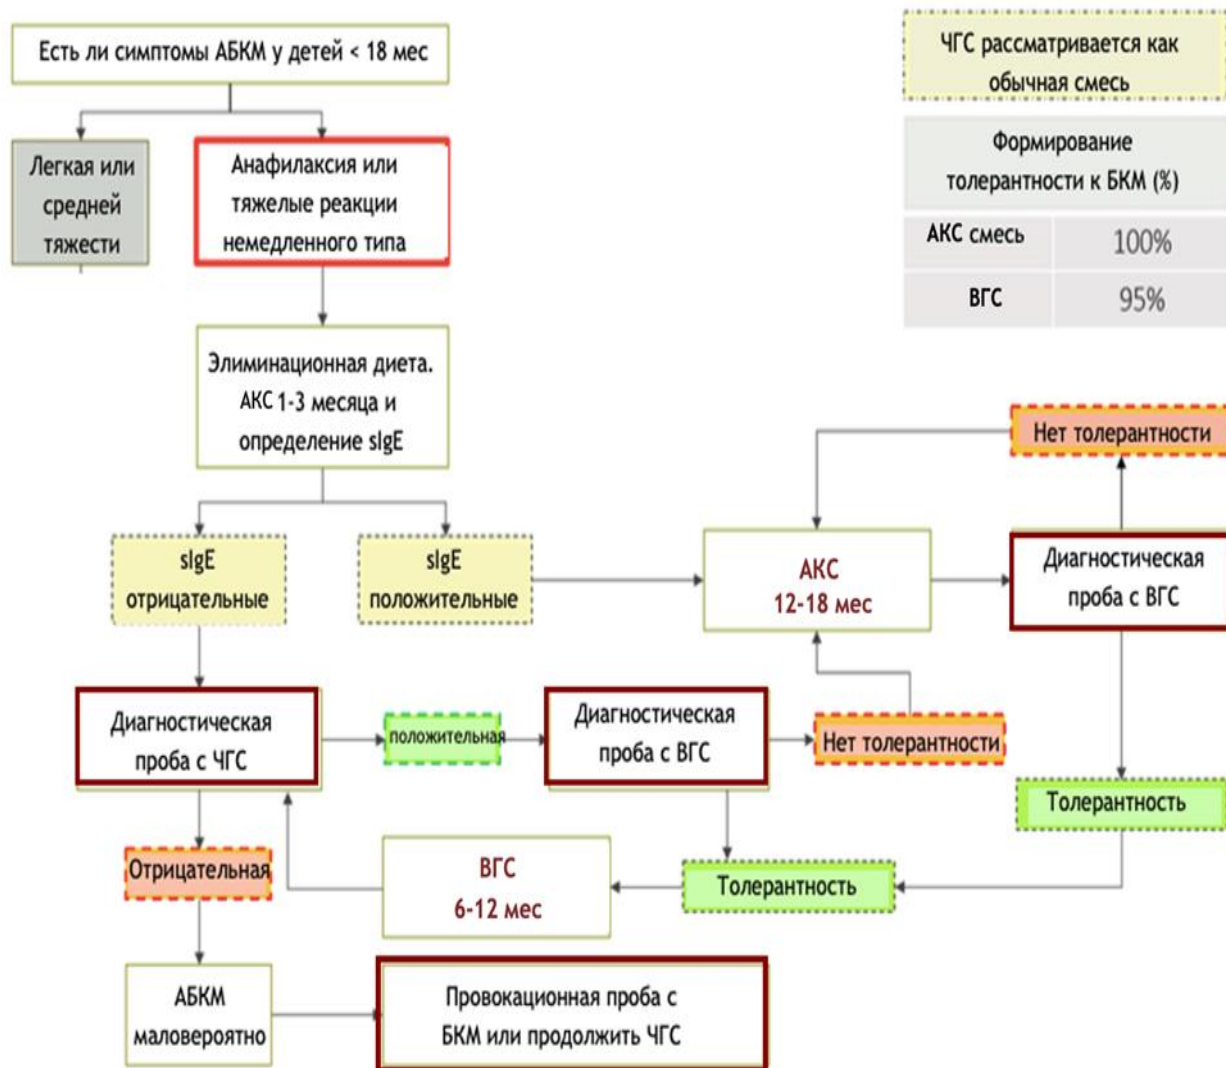 Есть ли симптомы АБКМ у детей < 18 мес
Легкая или
средней
тяжести
Анафилаксия или
тяжелые реакции
немедленного типа
ЧГС рассматривается как
обычная смесь
Формирование
толерантности к БКМ (%)
АКС смесь 100%
ВГС 95%
Элиминационная диета.
АКС 1-3 месяца и
определение sIgE
sIgE
отрицательные
sIgE
положительные
АКС
12-18 мес
Нет толерантности
Диагностическая
проба с ВГС
Диагностическая
проба с ЧГС
положительная
Диагностическая
проба с ВГС
Нет толерантности
Толерантность
Отрицательная
ВГС
6-12 мес
Толерантность
АБКМ
маловероятно
Провокационная проба с
БКМ или продолжить ЧГС